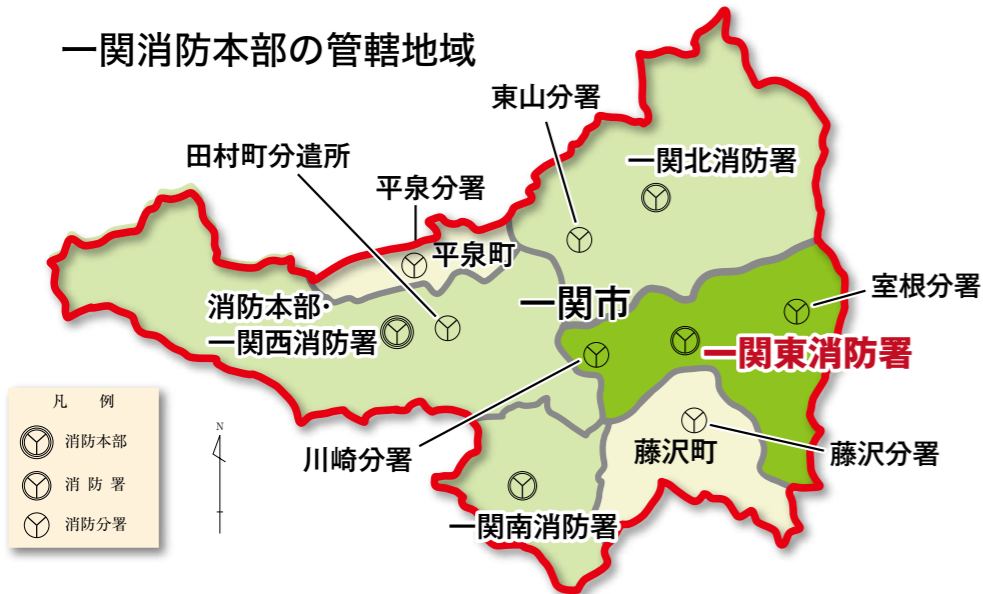 一関消防本部の管轄地域
東山分署
田村町分遣所
一関北消防署
平泉分署
平泉町
室根分署
一関市
消防本部・
一関西消防署
一関東消防署
凡 例
消防本部
消 防 署
消防分署
N
川崎分署
藤沢町
藤沢分署
一関南消防署